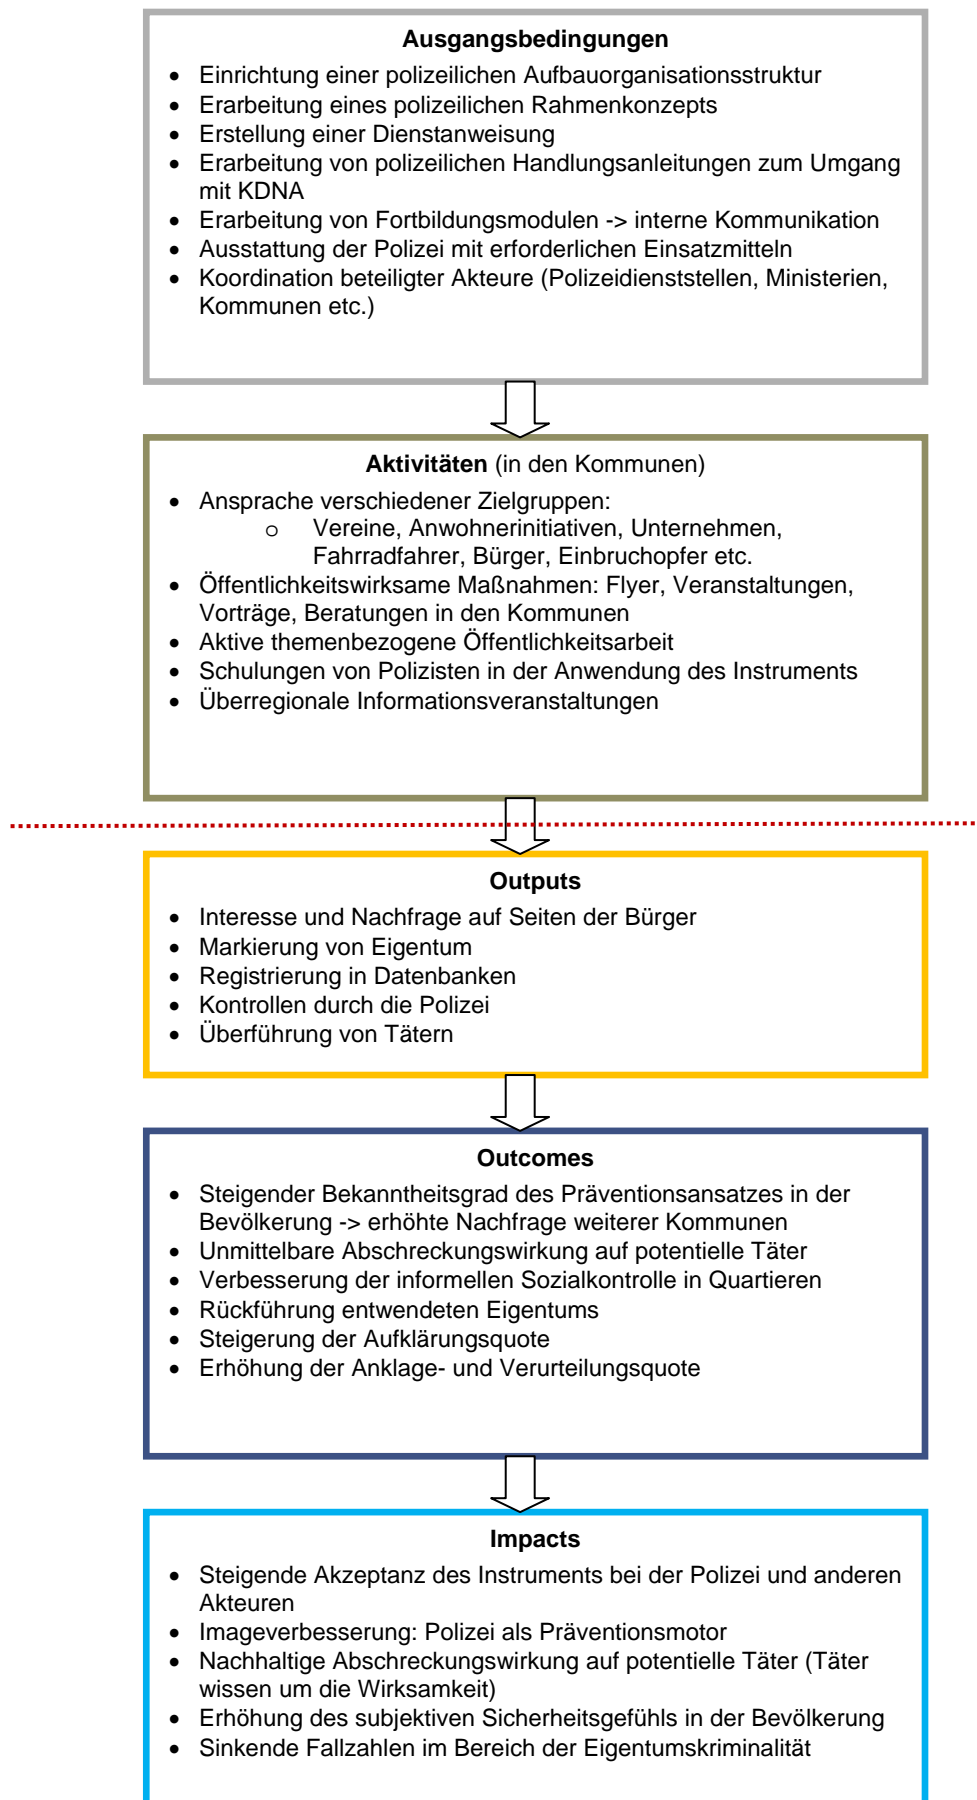 Ausgangsbedingungen
• Einrichtung einer polizeilichen Aufbauorganisationsstruktur
• Erarbeitung eines polizeilichen Rahmenkonzepts
• Erstellung einer Dienstanweisung
• Erarbeitung von polizeilichen Handlungsanleitungen zum Umgang
mit KDNA
• Erarbeitung von Fortbildungsmodulen -> interne Kommunikation
• Ausstattung der Polizei mit erforderlichen Einsatzmitteln
• Koordination beteiligter Akteure (Polizeidienststellen, Ministerien,
Kommunen etc.)
Aktivitäten (in den Kommunen)
• Ansprache verschiedener Zielgruppen:
o Vereine, Anwohnerinitiativen, Unternehmen,
Fahrradfahrer, Bürger, Einbruchopfer etc.
• Öffentlichkeitswirksame Maßnahmen: Flyer, Veranstaltungen,
Vorträge, Beratungen in den Kommunen
• Aktive themenbezogene Öffentlichkeitsarbeit
• Schulungen von Polizisten in der Anwendung des Instruments
• Überregionale Informationsveranstaltungen
Outputs
• Interesse und Nachfrage auf Seiten der Bürger
• Markierung von Eigentum
• Registrierung in Datenbanken
• Kontrollen durch die Polizei
• Überführung von Tätern
Outcomes
• Steigender Bekanntheitsgrad des Präventionsansatzes in der
Bevölkerung -> erhöhte Nachfrage weiterer Kommunen
• Unmittelbare Abschreckungswirkung auf potentielle Täter
• Verbesserung der informellen Sozialkontrolle in Quartieren
• Rückführung entwendeten Eigentums
• Steigerung der Aufklärungsquote
• Erhöhung der Anklage- und Verurteilungsquote
Impacts
• Steigende Akzeptanz des Instruments bei der Polizei und anderen
Akteuren
• Imageverbesserung: Polizei als Präventionsmotor
• Nachhaltige Abschreckungswirkung auf potentielle Täter (Täter
wissen um die Wirksamkeit)
• Erhöhung des subjektiven Sicherheitsgefühls in der Bevölkerung
• Sinkende Fallzahlen im Bereich der Eigentumskriminalität